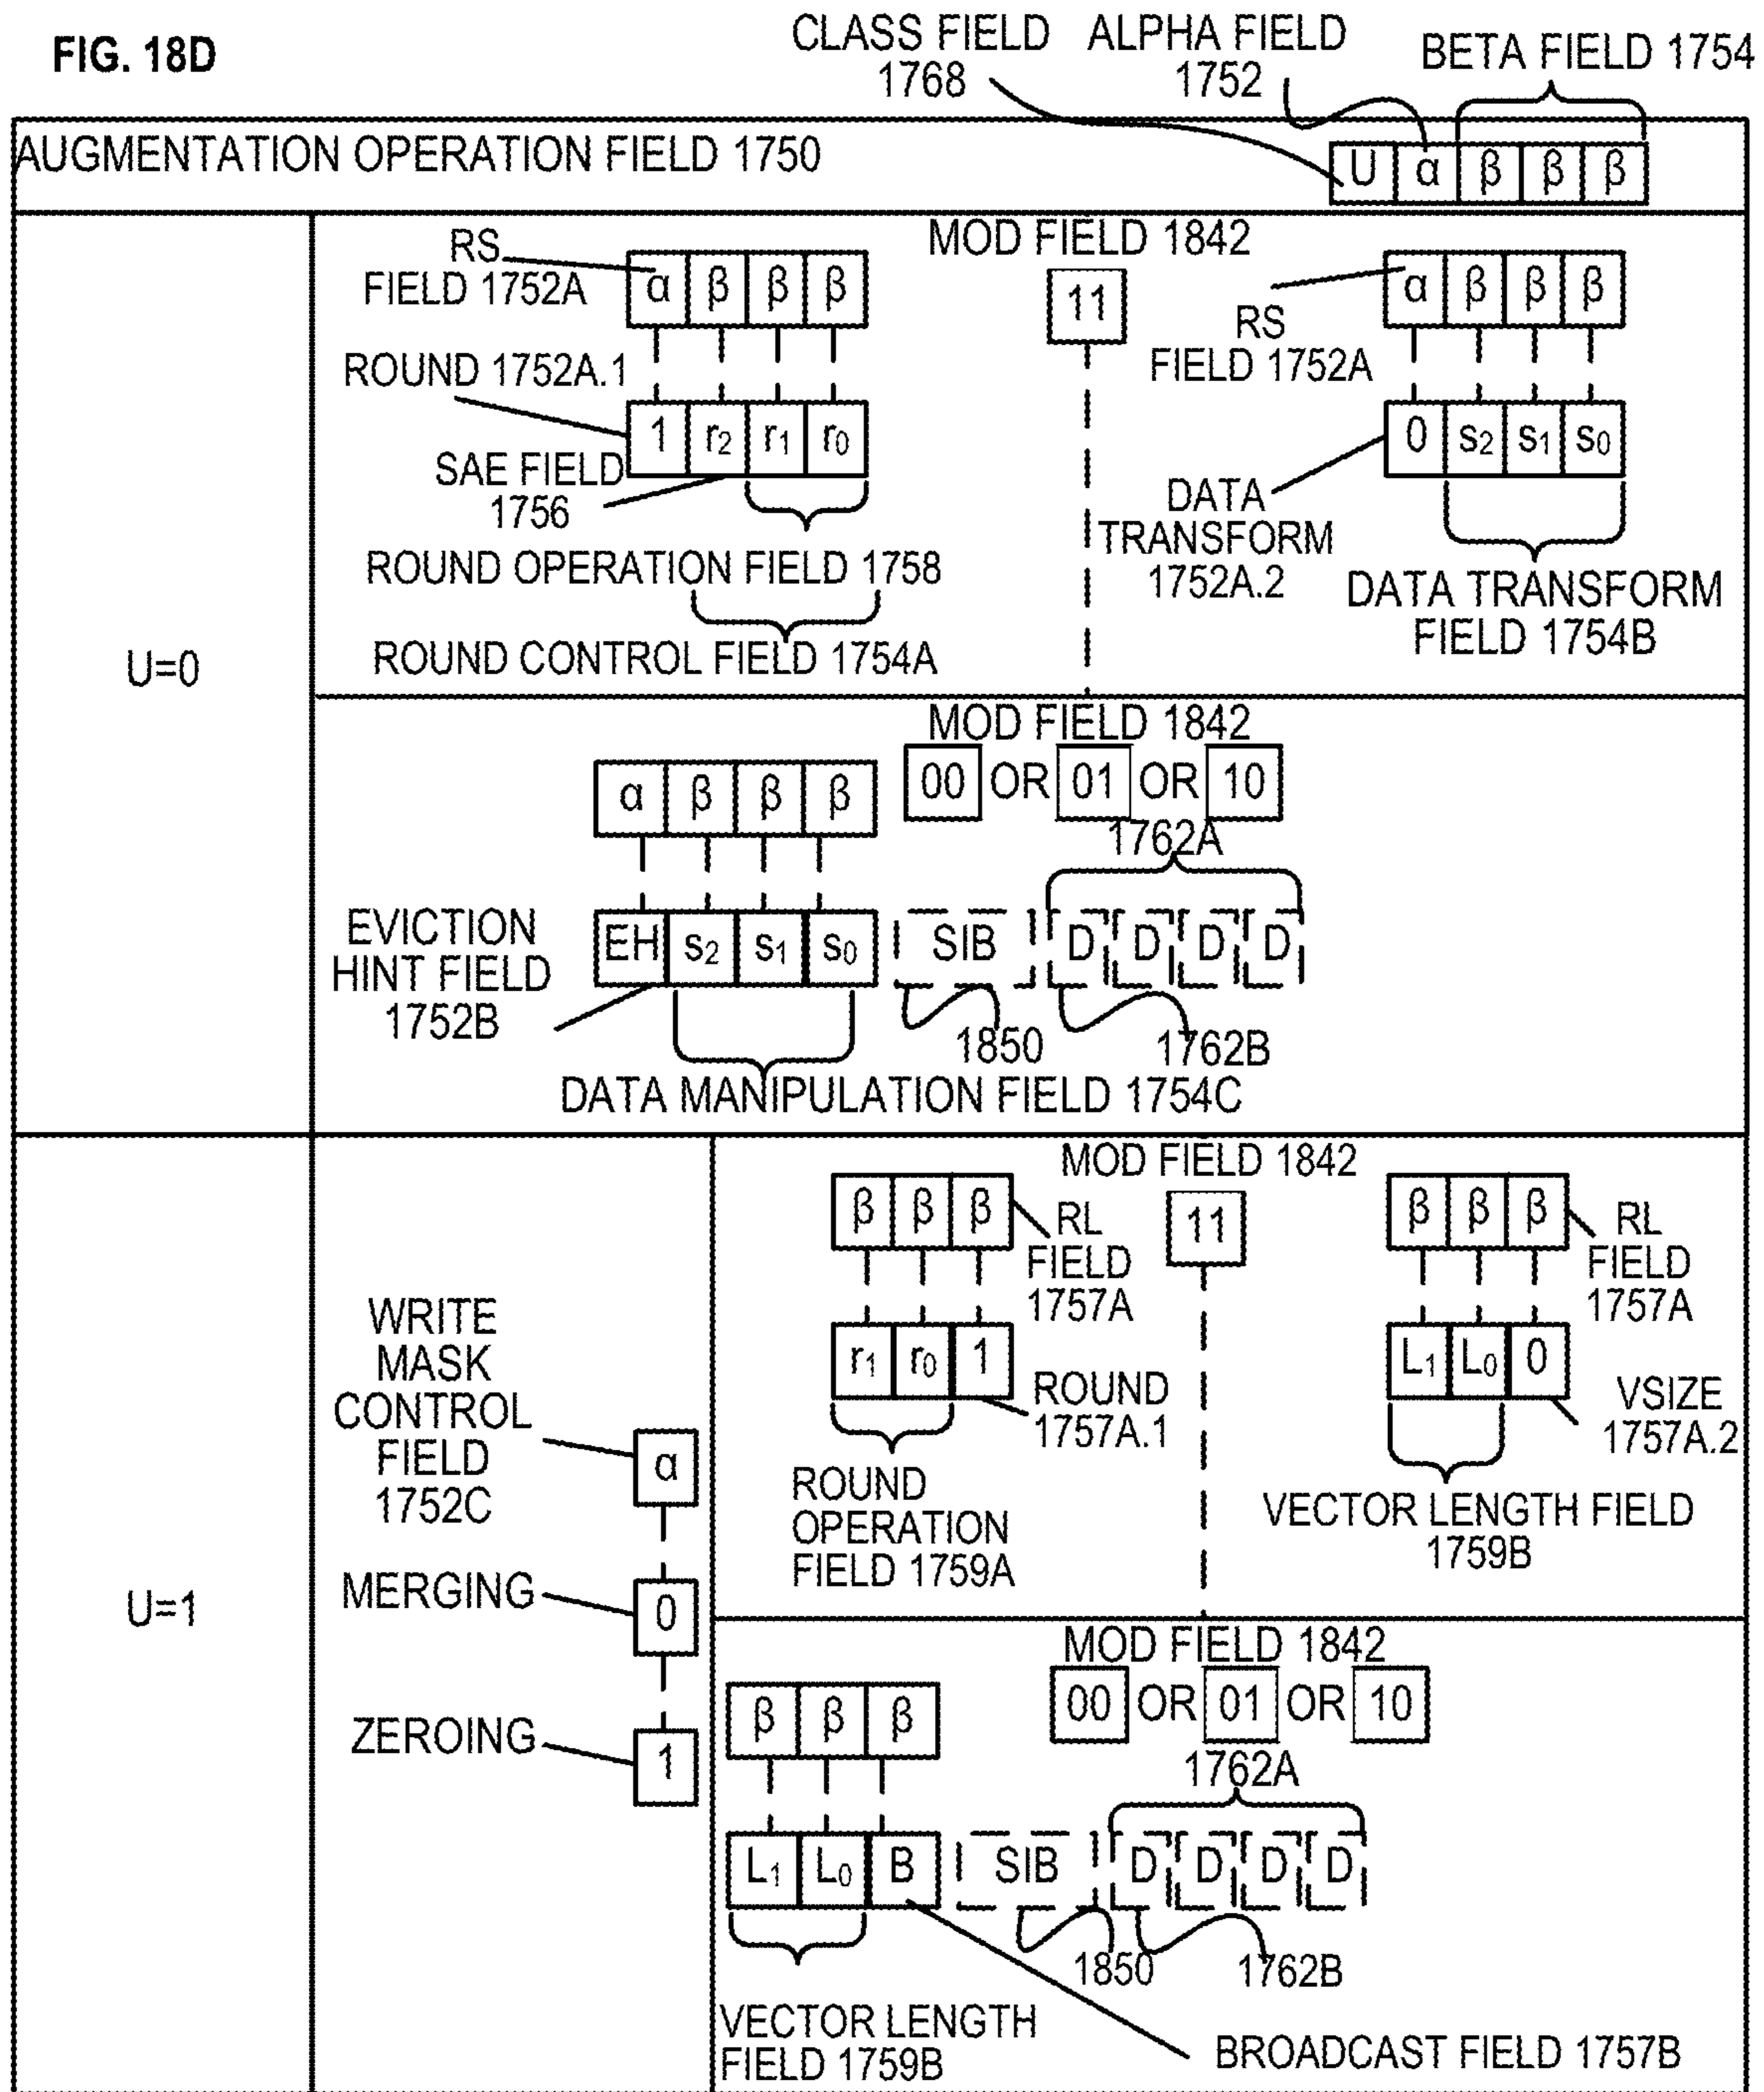 FIG. 18D
CLASS FIELD
1768
ALPHA FIELD
1752
BETA FIELD 1754
AUGMENTATION OPERATION FIELD 1750
U α β β β
U=0
MOD FIELD 1842
11
RS
FIELD 1752A
α β β β
ROUND 1752A.1
1 r2 r1 r0
SAE FIELD
1756
ROUND OPERATION FIELD 1758
ROUND CONTROL FIELD 1754A
α β β β
RS
FIELD 1752A
0 s2 s1 s0
DATA
TRANSFORM
1752A.2
DATA TRANSFORM
FIELD 1754B
MOD FIELD 1842
00 OR 01 OR 10
α β β β
1762A
EVICTION
HINT FIELD
1752B
EH s2 s1 s0 SIB D D D D
1850
1762B
DATA MANIPULATION FIELD 1754C
U=1
WRITE
MASK
CONTROL
FIELD
1752C
α
MERGING
0
ZEROING
1
MOD FIELD 1842
11
β β β
RL
FIELD
1757A
r1 r0 1
ROUND
1757A.1
ROUND
OPERATION
FIELD 1759A
β β β
RL
FIELD
1757A
L1 L0 0
VSIZE
1757A.2
VECTOR LENGTH FIELD
1759B
MOD FIELD 1842
00 OR 01 OR 10
β β β
1762A
L1 L0 B SIB D D D D
1850
1762B
VECTOR LENGTH
FIELD 1759B
BROADCAST FIELD 1757B